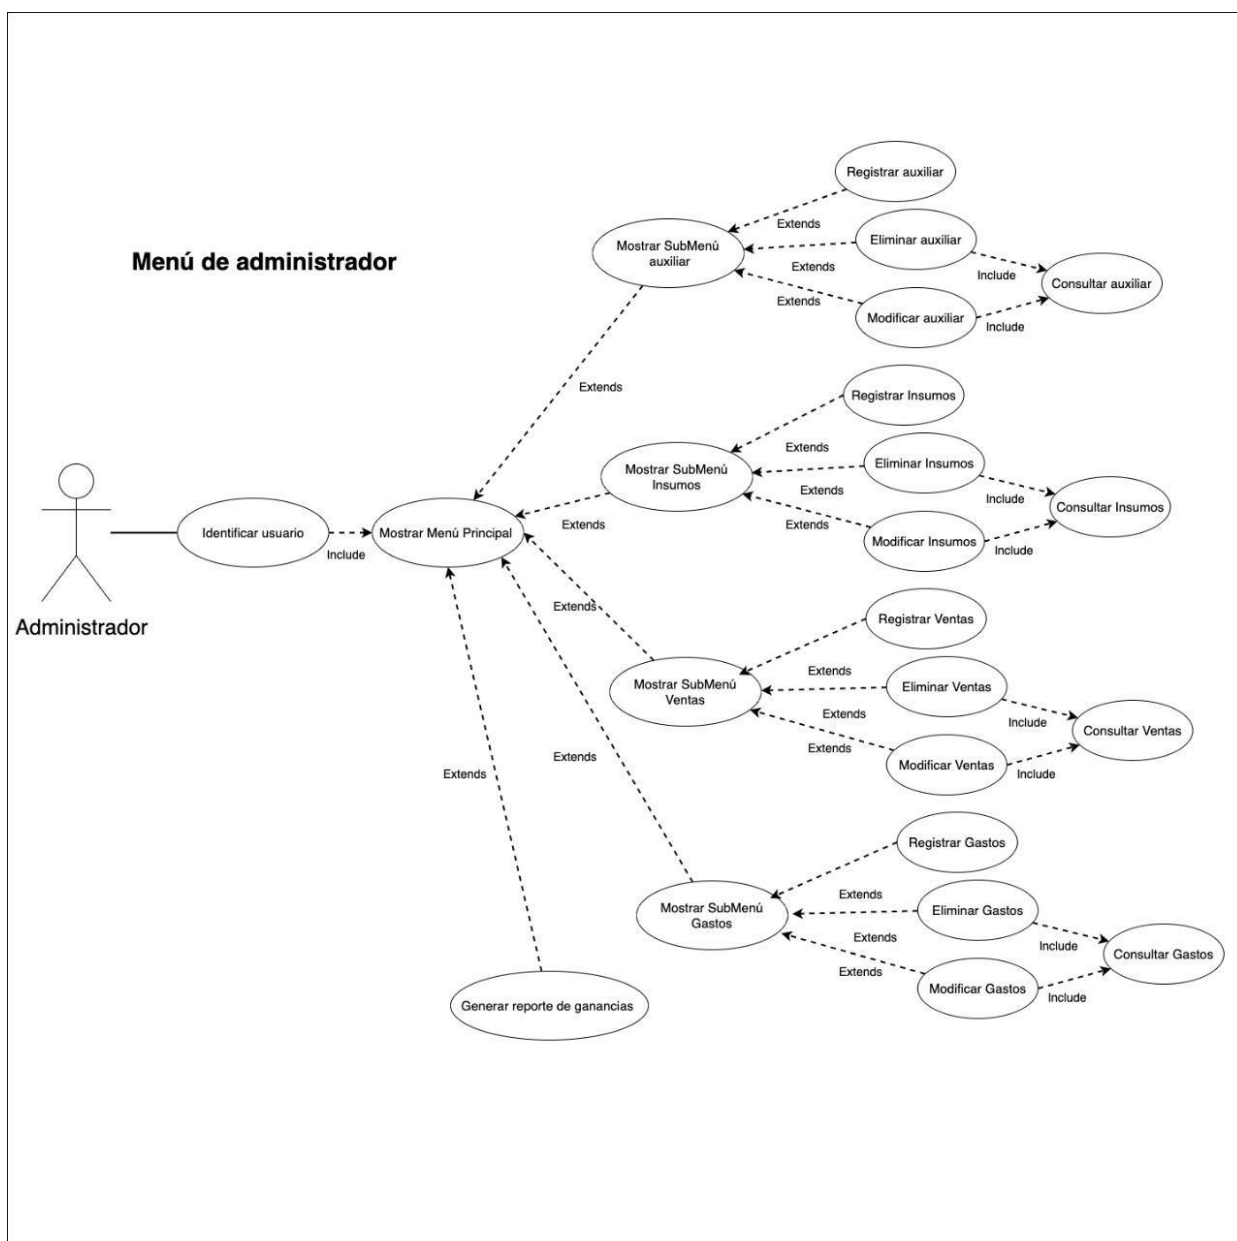 Menú de administrador
Registrar auxiliar
Extends
Mostrar SubMenú
auxiliar
Eliminar auxiliar
Extends
Include
Consultar auxiliar
Extends
Modificar auxiliar
Include
Extends
Registrar Insumos
Extends
Mostrar SubMenú
Insumos
Eliminar Insumos
Extends
Include
Consultar Insumos
Extends
Modificar Insumos
Include
Extends
Identificar usuario
Include
Mostrar Menú Principal
Administrador
Extends
Registrar Ventas
Extends
Mostrar SubMenú
Ventas
Eliminar Ventas
Extends
Include
Consultar Ventas
Extends
Modificar Ventas
Include
Extends
Extends
Registrar Gastos
Extends
Mostrar SubMenú
Gastos
Eliminar Gastos
Extends
Include
Consultar Gastos
Extends
Modificar Gastos
Include
Generar reporte de ganancias